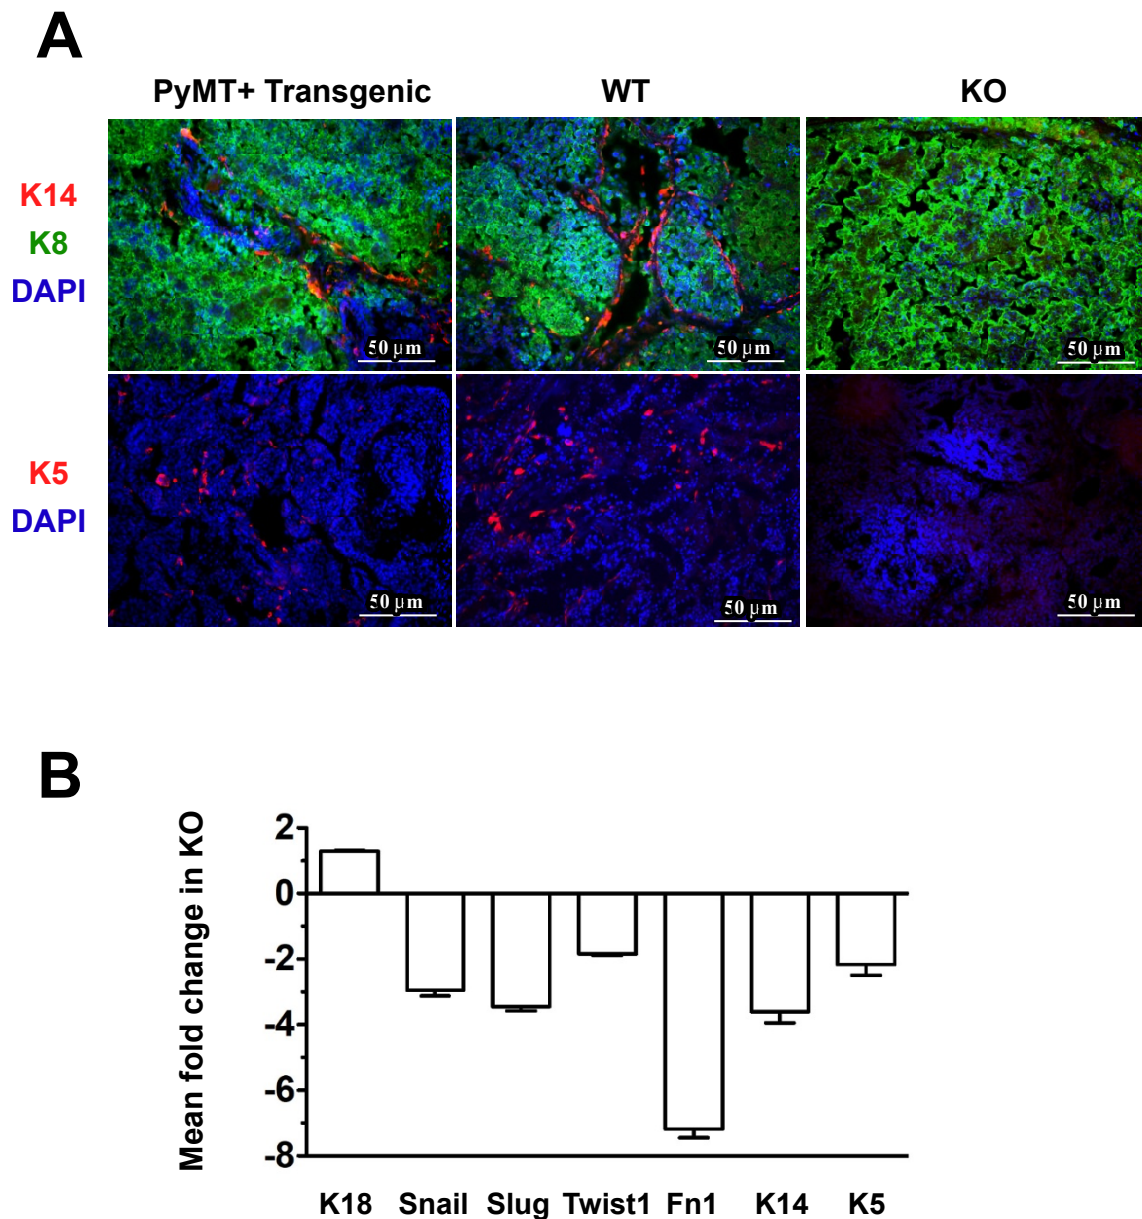 A
PyMT+ Transgenic WT KO
K14
K8
DAPI
50 µm 50 µm 50 µm
K5
DAPI
50 µm 50 µm 50 µm
B
Mean fold change in KO
2
0
-2
-4
-6
-8
K18 Snail Slug Twist1 Fn1 K14 K5